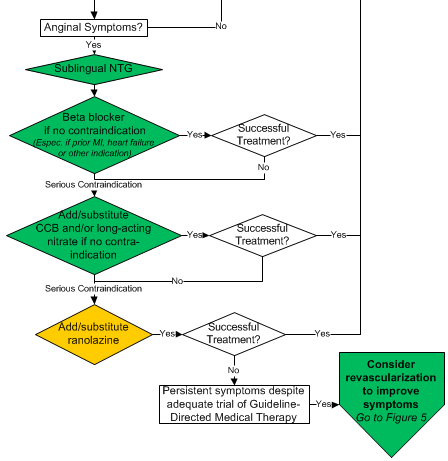 Anginal Symptoms?
No
Yes
Sublingual NTG
Beta blocker
if no contraindication
(Espec. if prior MI, heart failure
or other indication)
Yes
Successful
Treatment?
Yes
No
Serious Contraindication
Add/substitute
CCB and/or long-acting
nitrate if no contra-
indication
Yes
Successful
Treatment?
Yes
No
Serious Contraindication
Add/substitute
ranolazine
Yes
Successful
Treatment?
Yes
No
Persistent symptoms despite
adequate trial of Guideline-
Directed Medical Therapy
Yes
Consider
revascularization
to improve
symptoms
Go to Figure 5